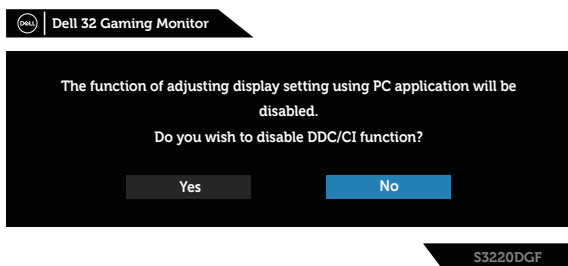 DELL
Dell 32 Gaming Monitor
The function of adjusting display setting using PC application will be
disabled.
Do you wish to disable DDC/CI function?
Yes
No
S3220DGF